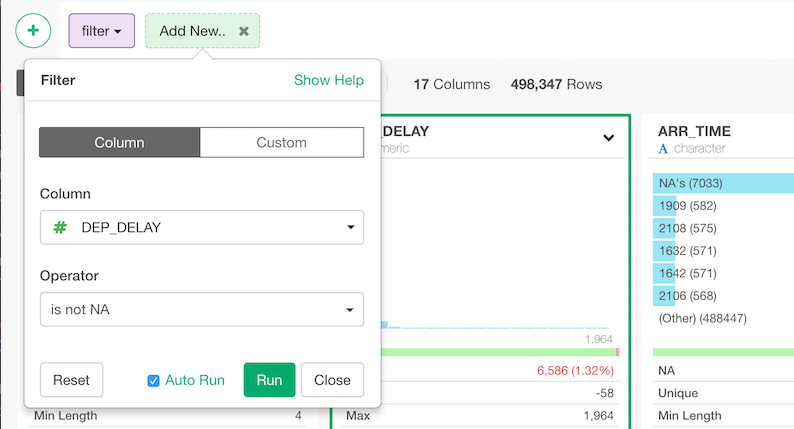 +
filter
Add New.. ×
Filter
Show Help
17 Columns 498,347 Rows
Column
Custom
Column
# DEP_DELAY
Operator
is not NA
Reset
Auto Run
Run
Close
Min Length 4
_DELAY
meric
1,964
6,586 (1.32%)
-58
Max 1,964
ARR_TIME
A character
NA's (7033)
1909 (582)
2108 (575)
1632 (571)
1642 (571)
2106 (568)
(Other) (488447)
NA
Unique
Min Length